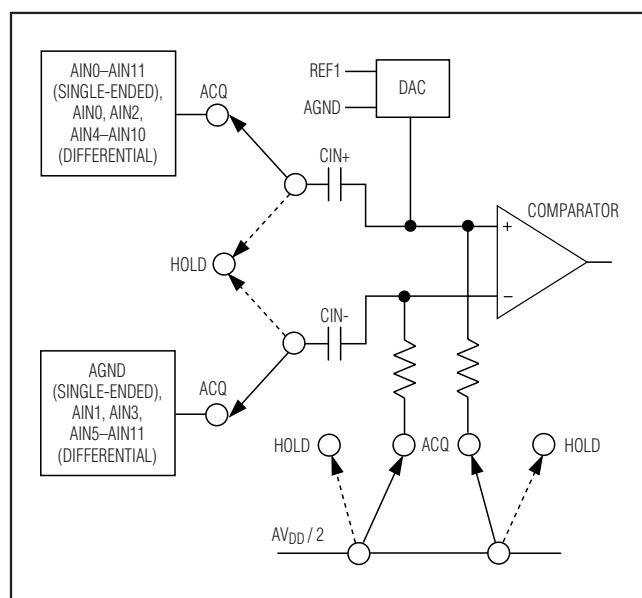 AIN0–AIN11
(SINGLE-ENDED),
AIN0, AIN2,
AIN4–AIN10
(DIFFERENTIAL)
ACQ
REF1
AGND
DAC
CIN+
COMPARATOR
+
−
HOLD
CIN-
AGND
(SINGLE-ENDED),
AIN1, AIN3,
AIN5–AIN11
(DIFFERENTIAL)
ACQ
HOLD
ACQ
HOLD
AVDD / 2